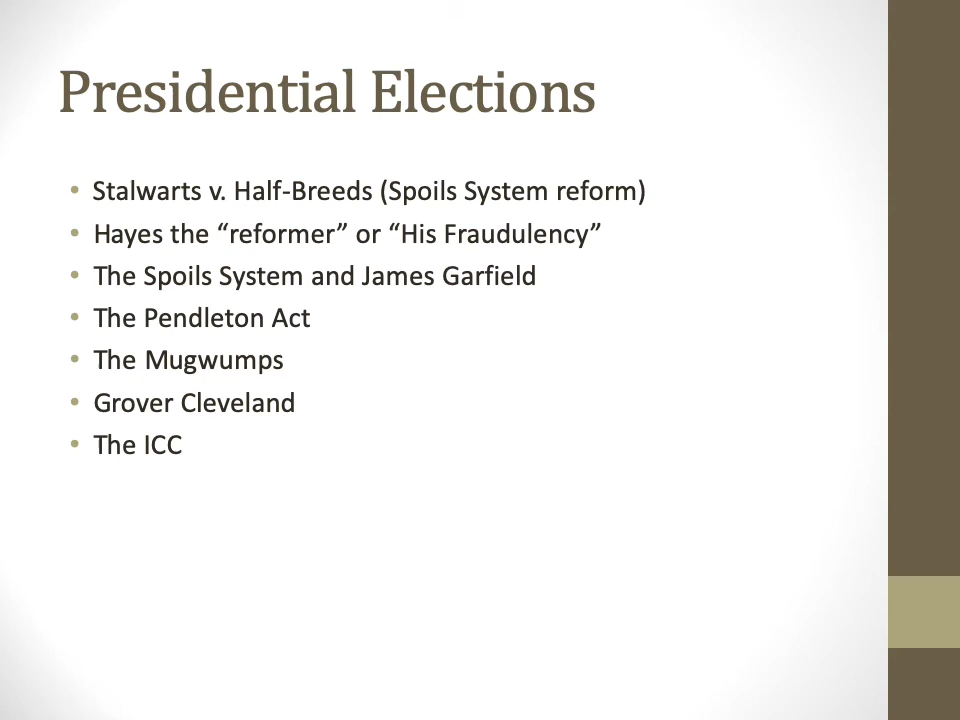 Presidential Elections
• Stalwarts v. Half-Breeds (Spoils System reform)
• Hayes the “reformer” or “His Fraudulency”
• The Spoils System and James Garfield
• The Pendleton Act
• The Mugwumps
• Grover Cleveland
• The ICC